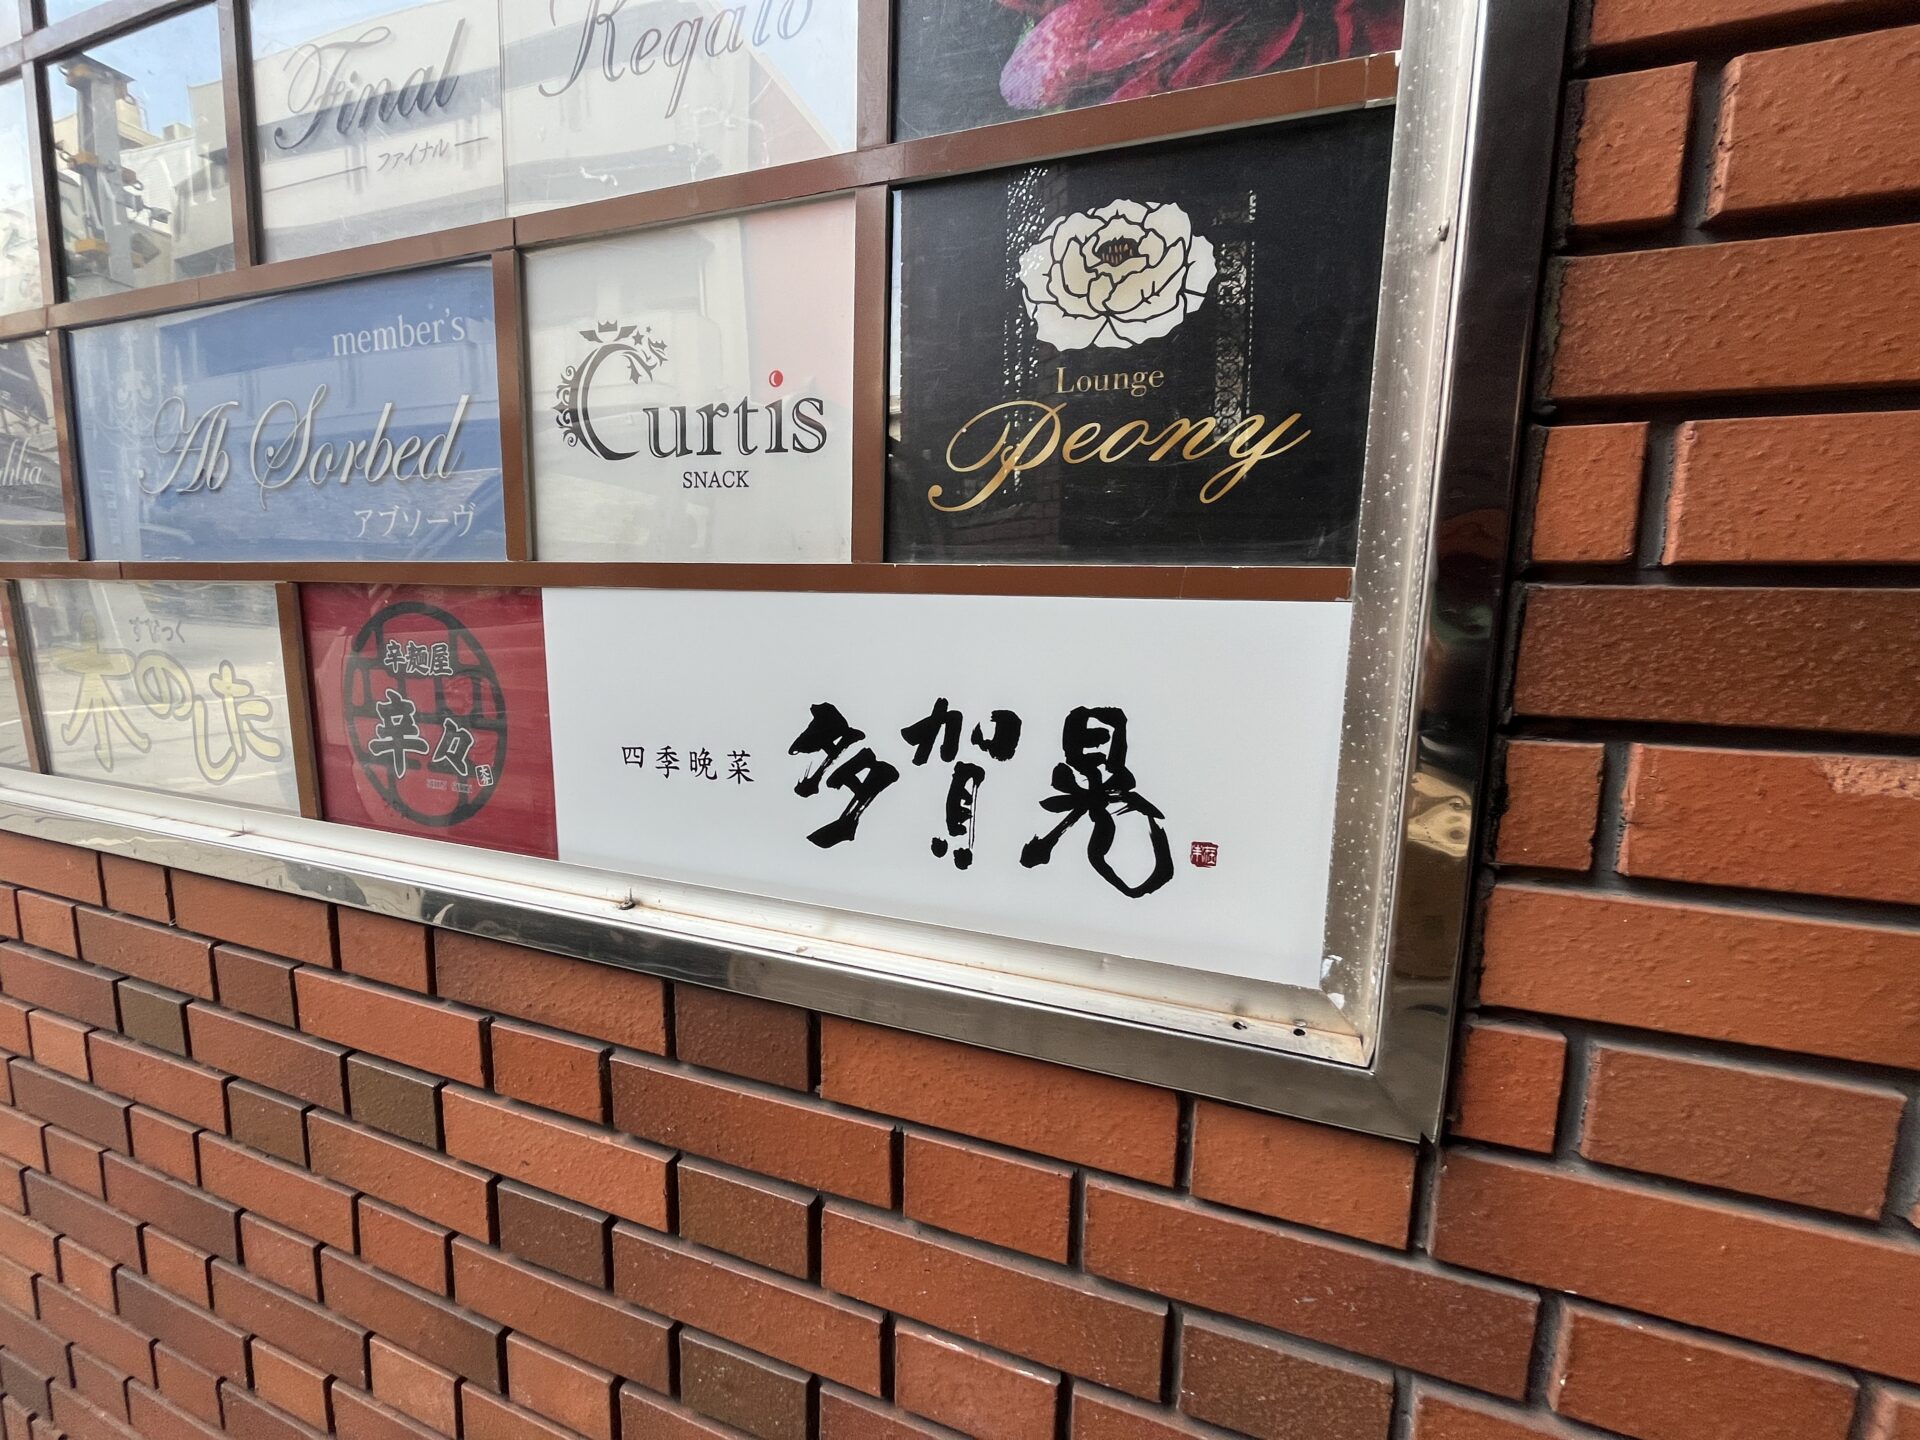 Final
ファイナル
Regalo
member's
Ab Sorbed
アブソーヴ
Curtis
SNACK
Lounge
Peony
すなっく
木のした
辛麺屋
辛々
四季晩菜 多賀晃